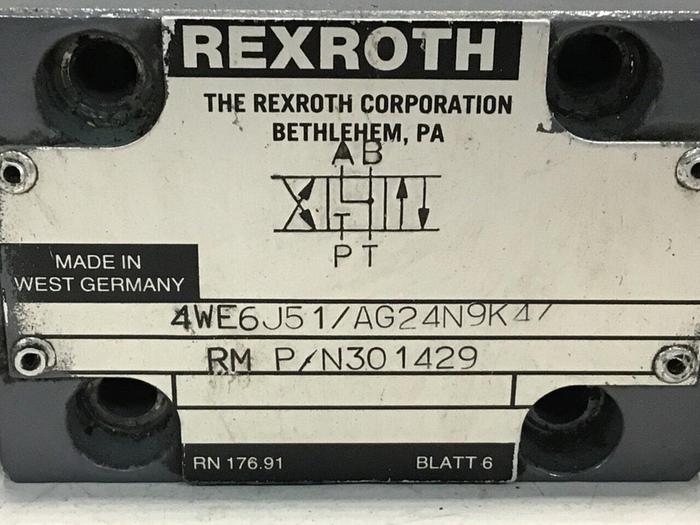 REXROTH
THE REXROTH CORPORATION
BETHLEHEM, PA
A B
T
P T
MADE IN
WEST GERMANY
4WE6J51/AG24N9K4/
RM P/N301429
RN 176.91 BLATT 6